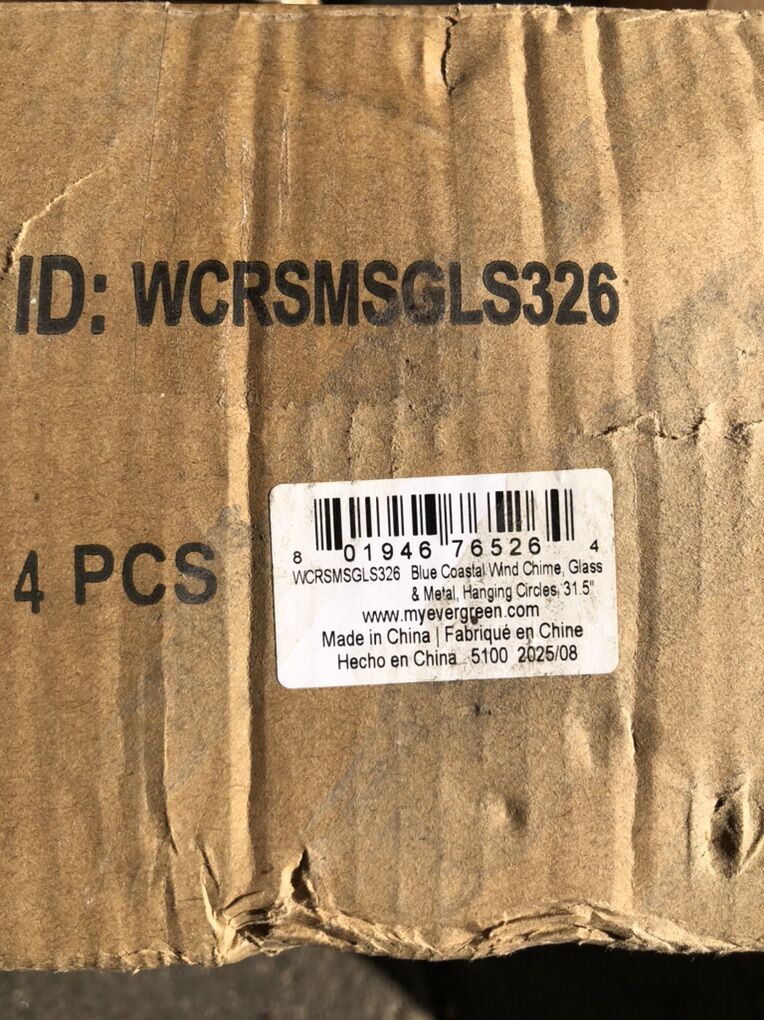 ID: WCRSMSGLS326
4 PCS
8 01946 76526 4
WCRSMSGLS326 Blue Coastal Wind Chime, Glass
& Metal, Hanging Circles, 31.5"
www.myevergreen.com
Made in China | Fabriqué en Chine
Hecho en China 5100 2025/08